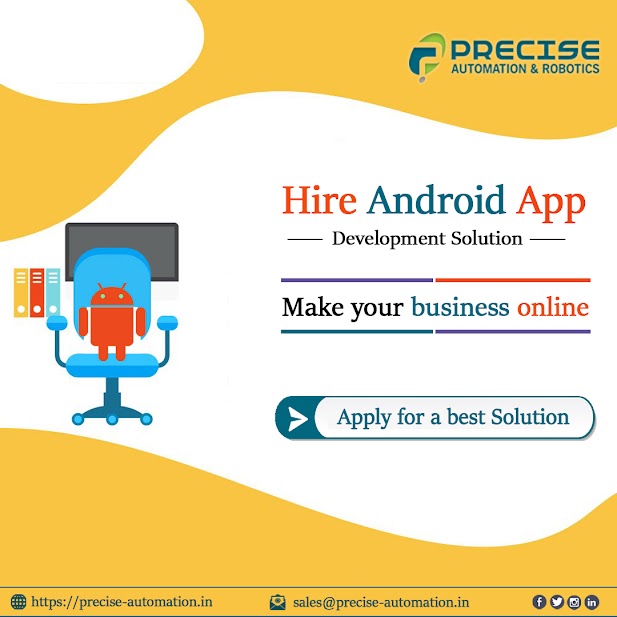 PRECISE
AUTOMATION & ROBOTICS
Hire Android App
Development Solution
Make your business online
Apply for a best Solution
https://precise-automation.in
sales@precise-automation.in